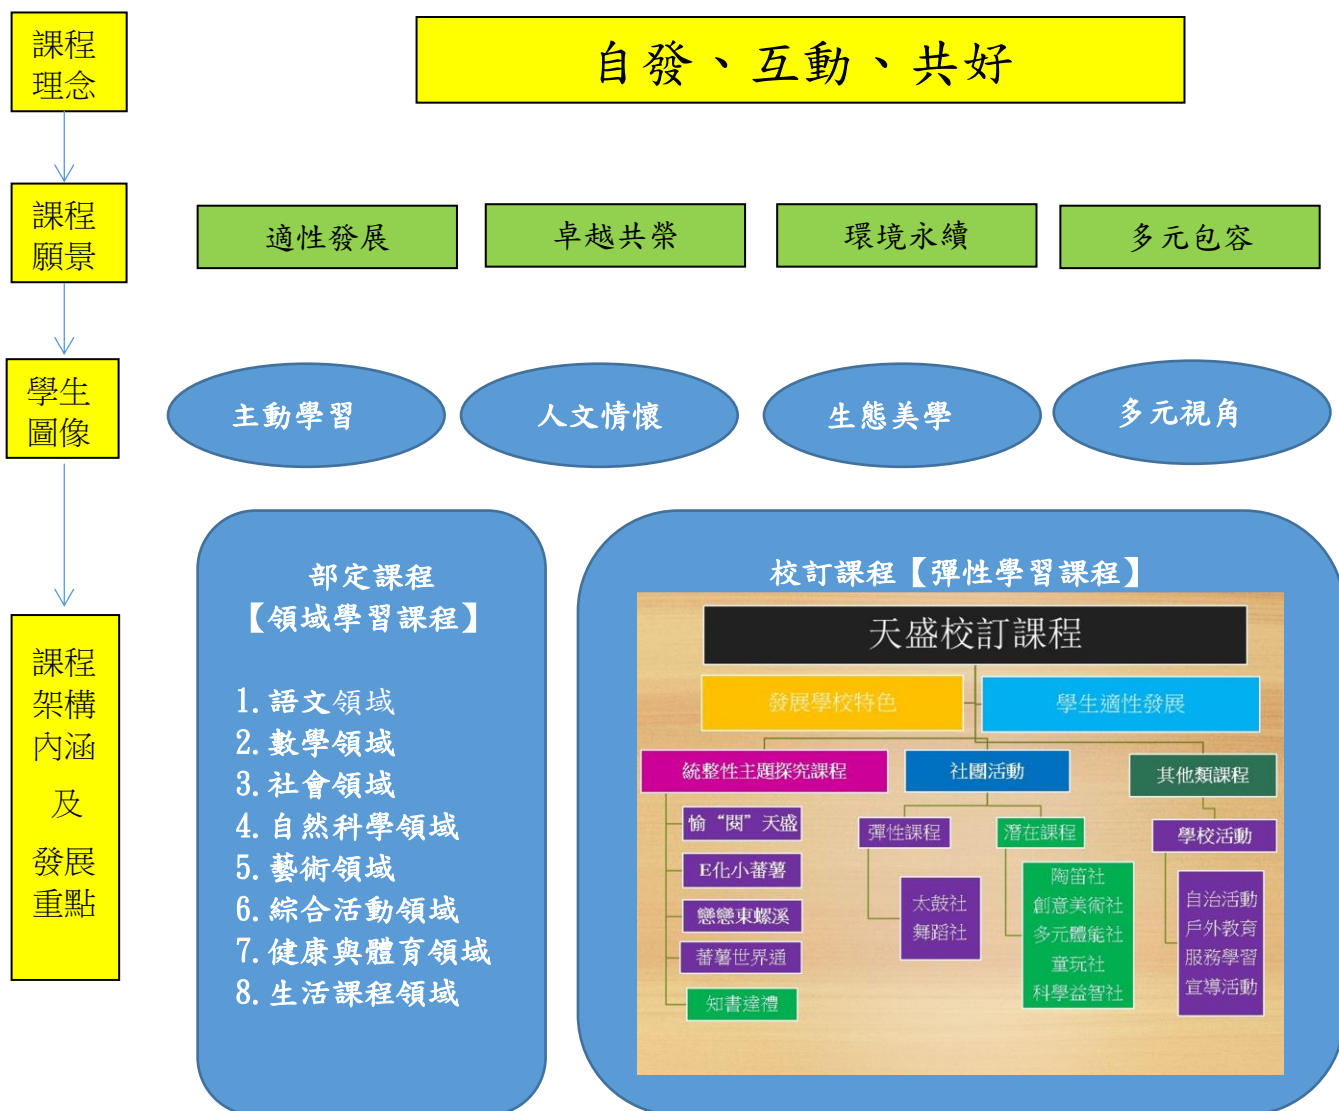 課程
理念
自發、互動、共好
課程
願景
適性發展
卓越共榮
環境永續
多元包容
學生
圖像
主動學習
人文情懷
生態美學
多元視角
課程
架構
內涵
及
發展
重點
部定課程
【領域學習課程】
1.語文領域
2.數學領域
3.社會領域
4.自然科學領域
5.藝術領域
6.綜合活動領域
7.健康與體育領域
8.生活課程領域
校訂課程【彈性學習課程】
天盛校訂課程
發展學校特色
學生適性發展
統整性主題探究課程
愉“閱”天盛
E化小蕃薯
戀戀東螺溪
蕃薯世界通
知書達禮
社團活動
彈性課程
太鼓社
舞蹈社
潛在課程
陶笛社
創意美術社
多元體能社
童玩社
科學益智社
其他類課程
學校活動
自治活動
戶外教育
服務學習
宣導活動